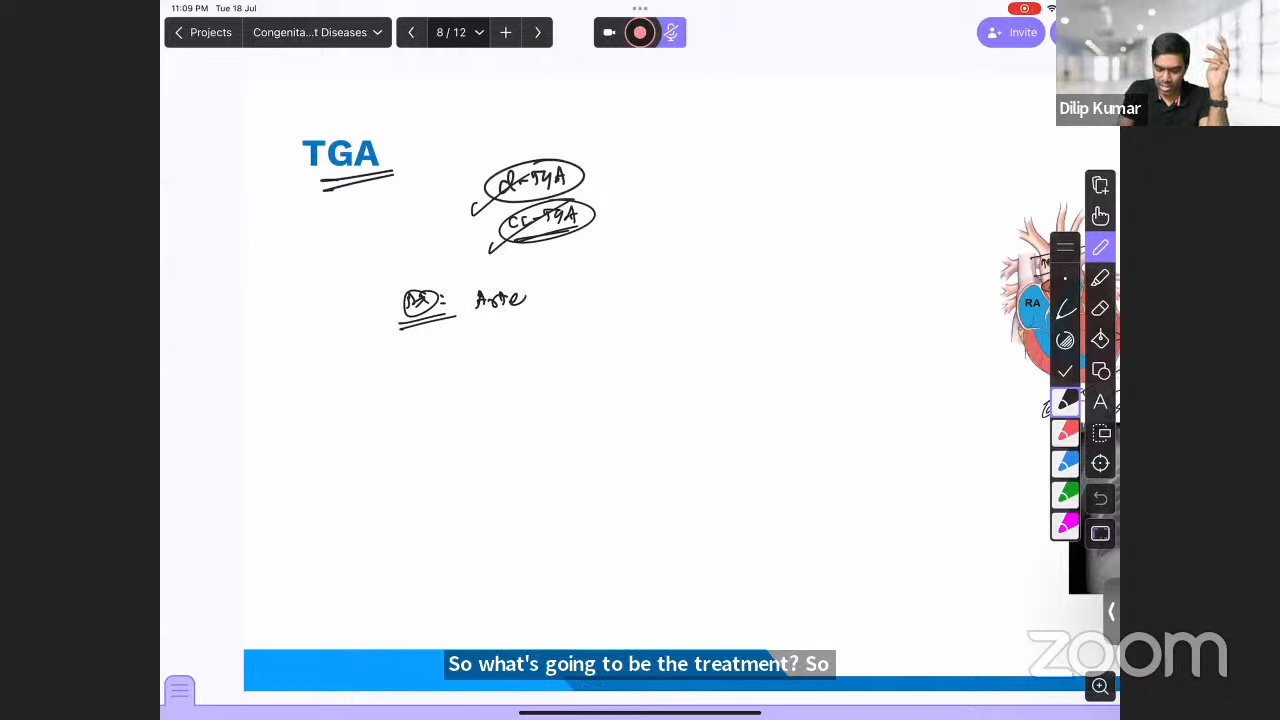 11:09 PM Tue 18 Jul
Projects Congenita...t Diseases 8 / 12 Invite
Dilip Kumar
TGA
d-TGA
cc-TGA
Rx: Arte
RA
A
So what's going to be the treatment? So
zoom